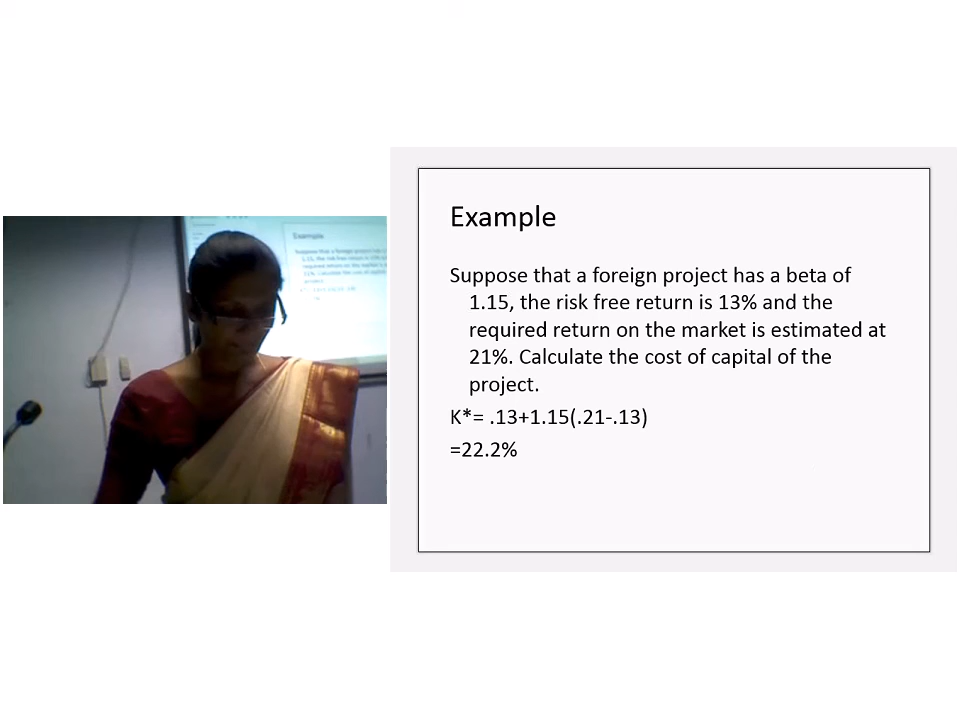 Example
Suppose that a foreign project has a beta of
1.15, the risk free return is 13% and the
required return on the market is estimated at
21%. Calculate the cost of capital of the
project.
K*= .13+1.15(.21-.13)
=22.2%